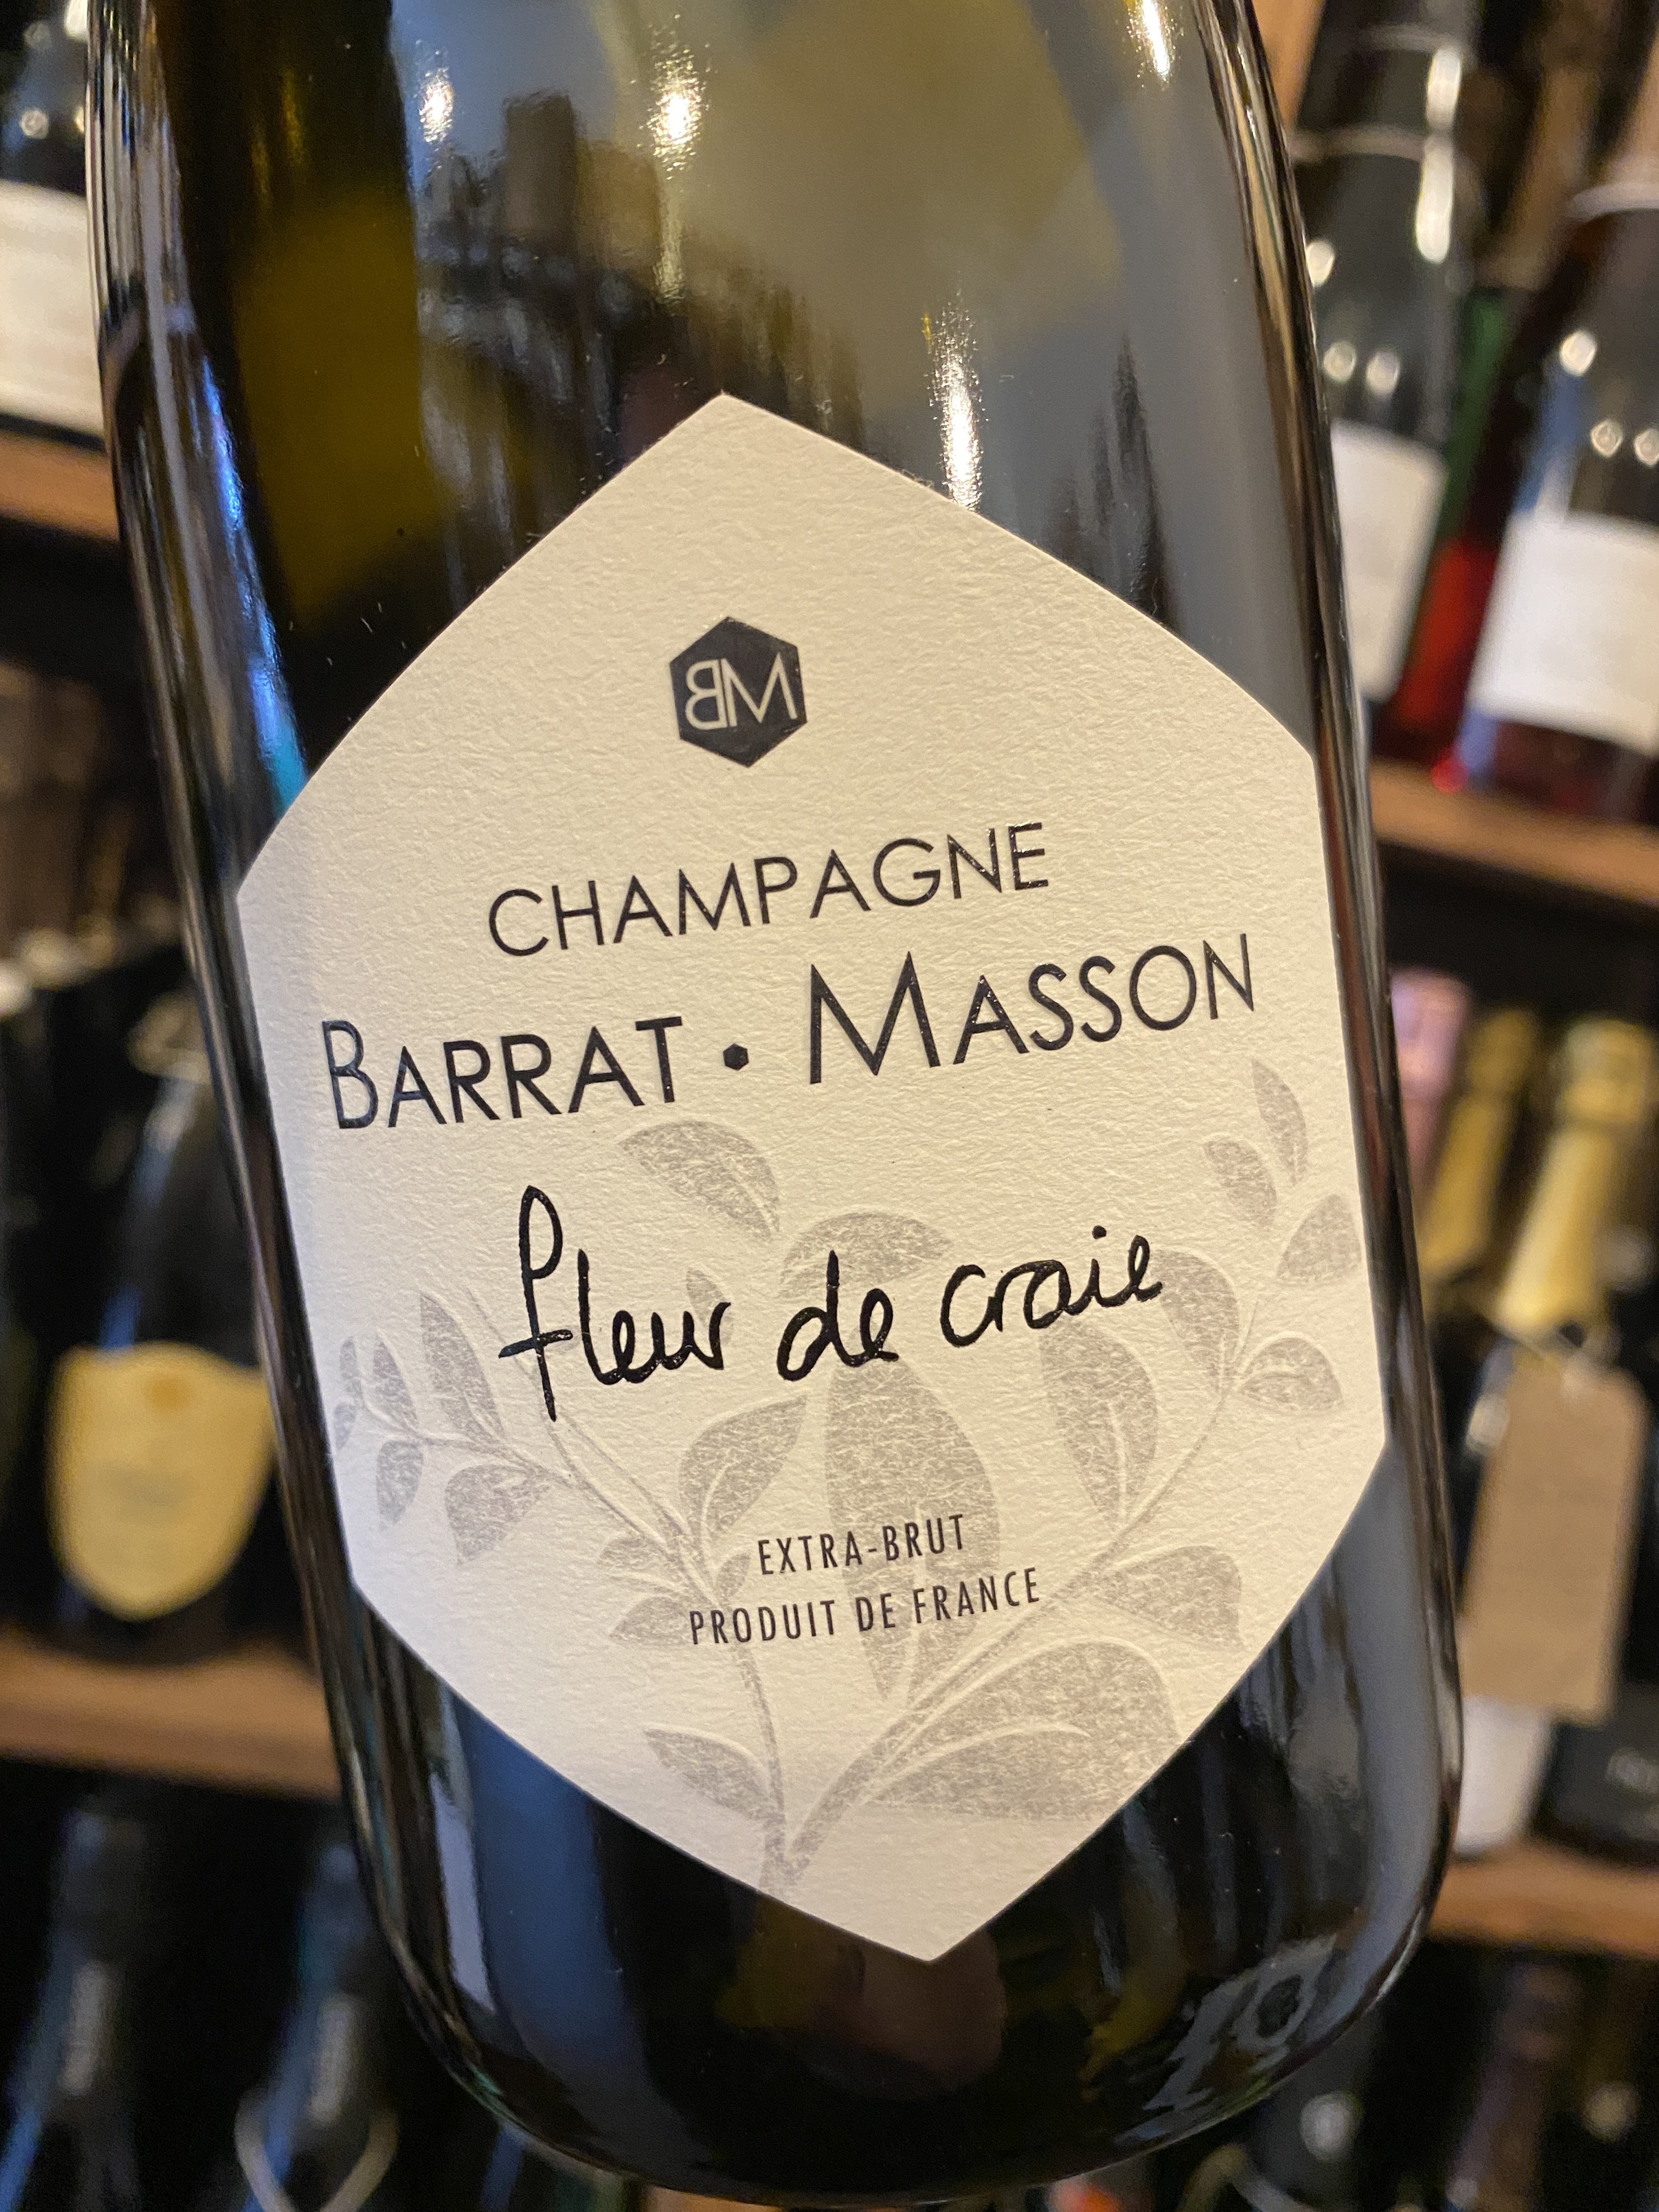 BM
CHAMPAGNE
BARRAT • MASSON
fleur de craie
EXTRA-BRUT
PRODUIT DE FRANCE